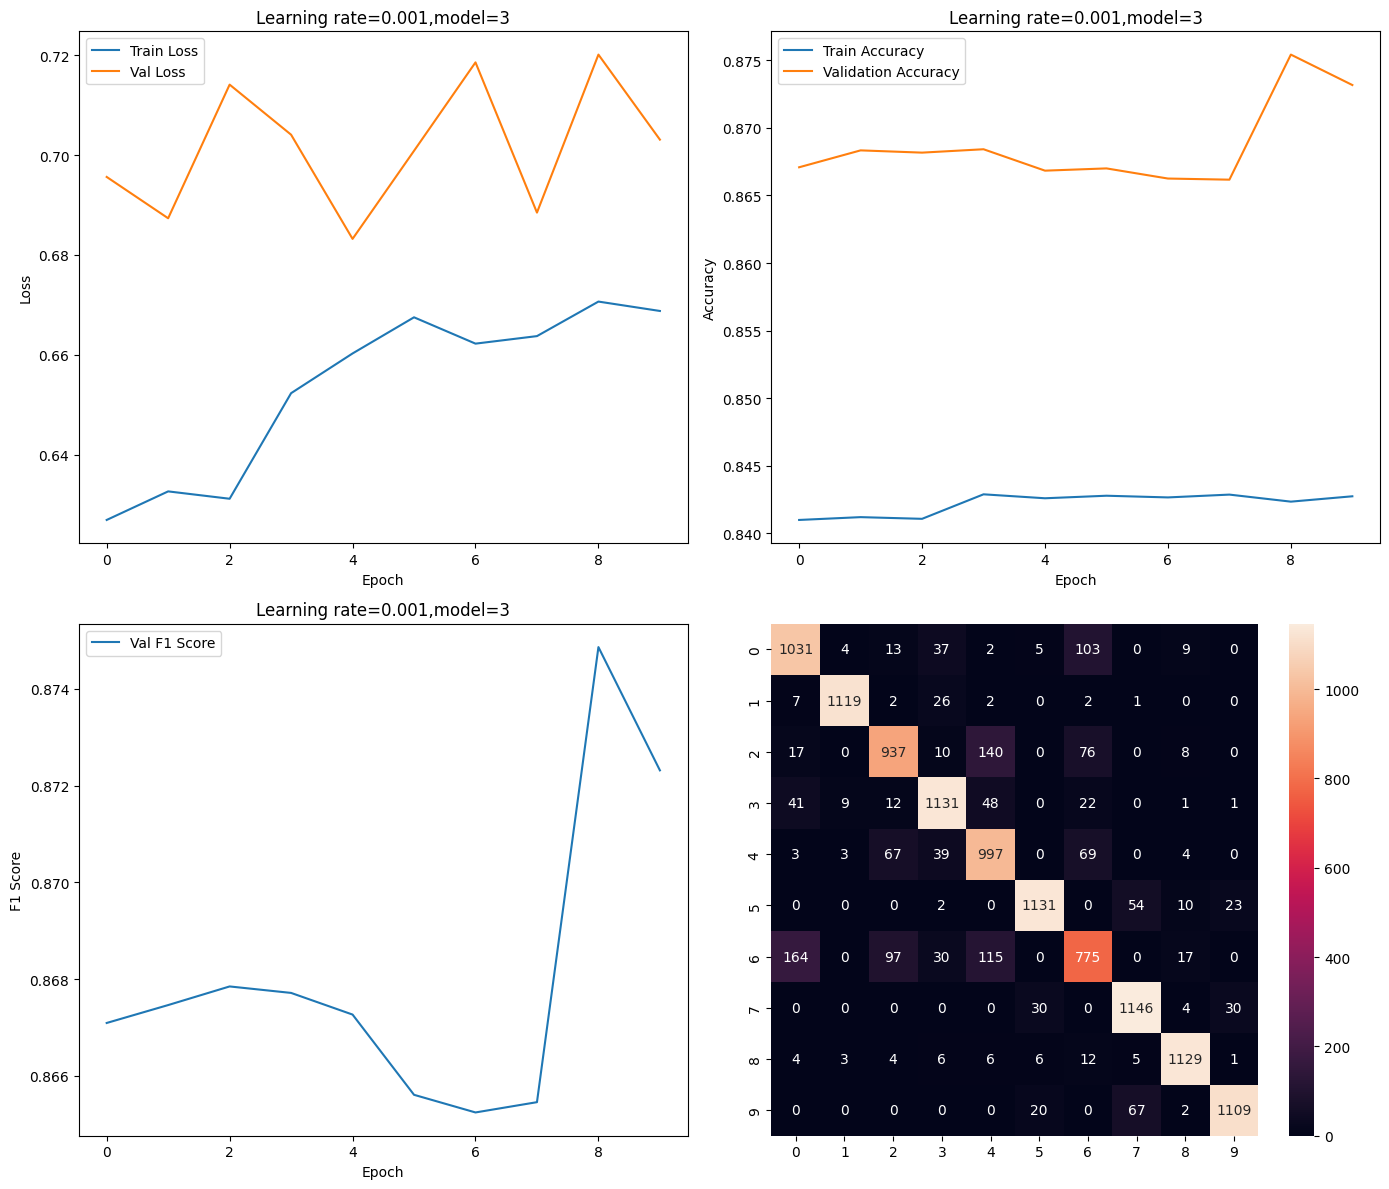 Learning rate=0.001,model=3
Train Loss
Val Loss
0.72
0.70
0.68
0.66
0.64
Loss
0 2 4 6 8
Epoch
Learning rate=0.001,model=3
Train Accuracy
Validation Accuracy
0.875
0.870
0.865
0.860
0.855
0.850
0.845
0.840
Accuracy
0 2 4 6 8
Epoch
Learning rate=0.001,model=3
Val F1 Score
0.874
0.872
0.870
0.868
0.866
F1 Score
0 2 4 6 8
Epoch
0 1031 4 13 37 2 5 103 0 9 0
1 7 1119 2 26 2 0 2 1 0 0
2 17 0 937 10 140 0 76 0 8 0
3 41 9 12 1131 48 0 22 0 1 1
4 3 3 67 39 997 0 69 0 4 0
5 0 0 0 2 0 1131 0 54 10 23
6 164 0 97 30 115 0 775 0 17 0
7 0 0 0 0 0 30 0 1146 4 30
8 4 3 4 6 6 6 12 5 1129 1
9 0 0 0 0 0 20 0 67 2 1109
0 1 2 3 4 5 6 7 8 9
1000
800
600
400
200
0